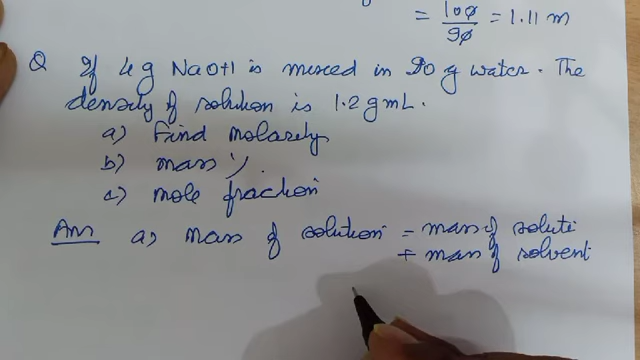 = 100/90 = 1.11 m
Q If 4 g NaOH is mixed in 90 g water. The
density of solution is 1.2 g mL.
a) Find molarity
b) mass %.
c) mole fraction
Ans a) Mass of solution = mass of solute
+ mass of solvent